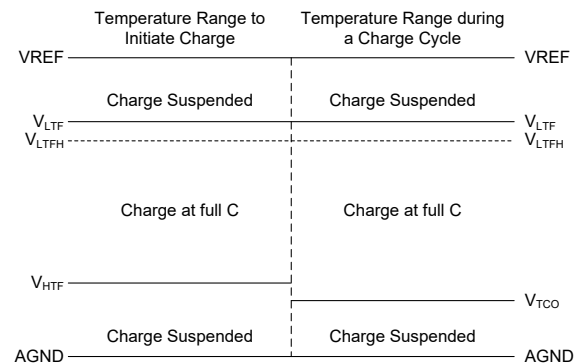 Temperature Range to
Initiate Charge
Temperature Range during
a Charge Cycle
VREF
VREF
Charge Suspended
Charge Suspended
VLTF
VLTF
VLTFH
VLTFH
Charge at full C
Charge at full C
VHTF
VTCO
Charge Suspended
Charge Suspended
AGND
AGND